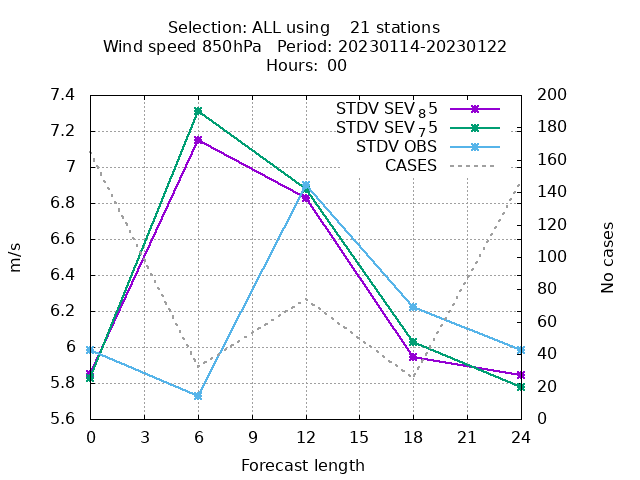 Selection: ALL using    21 stations
Wind speed 850hPa   Period: 20230114-20230122
Hours:  00
STDV SEV 8 5
STDV SEV 7 5
STDV OBS
CASES
7.4
7.2
7
6.8
6.6
6.4
6.2
6
5.8
5.6
m/s
200
180
160
140
120
100
80
60
40
20
0
No cases
0 3 6 9 12 15 18 21 24
Forecast length